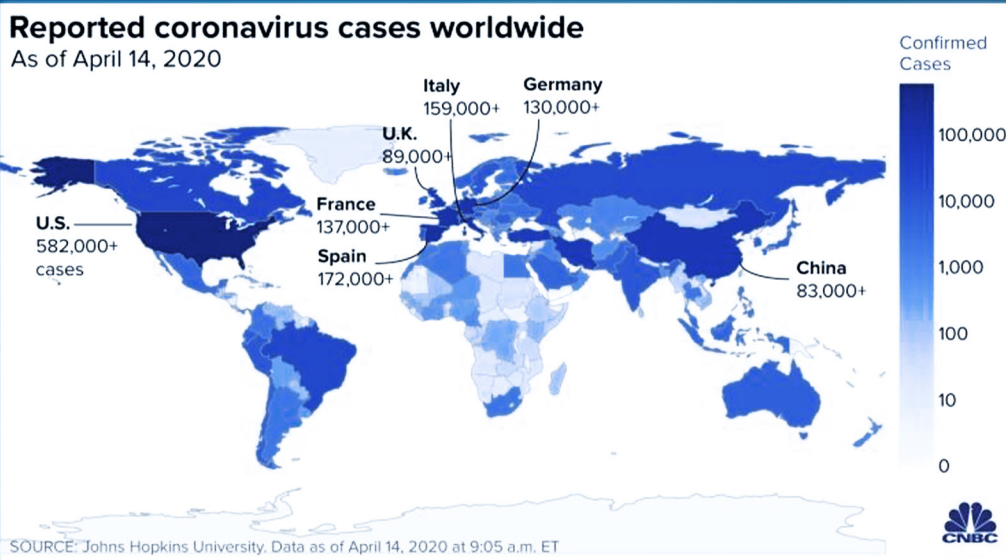 Reported coronavirus cases worldwide
As of April 14, 2020
Confirmed
Cases
100,000
10,000
1,000
100
10
0
Italy
159,000+
Germany
130,000+
U.K.
89,000+
France
137,000+
Spain
172,000+
U.S.
582,000+
cases
China
83,000+
SOURCE: Johns Hopkins University. Data as of April 14, 2020 at 9:05 a.m. ET
CNBC